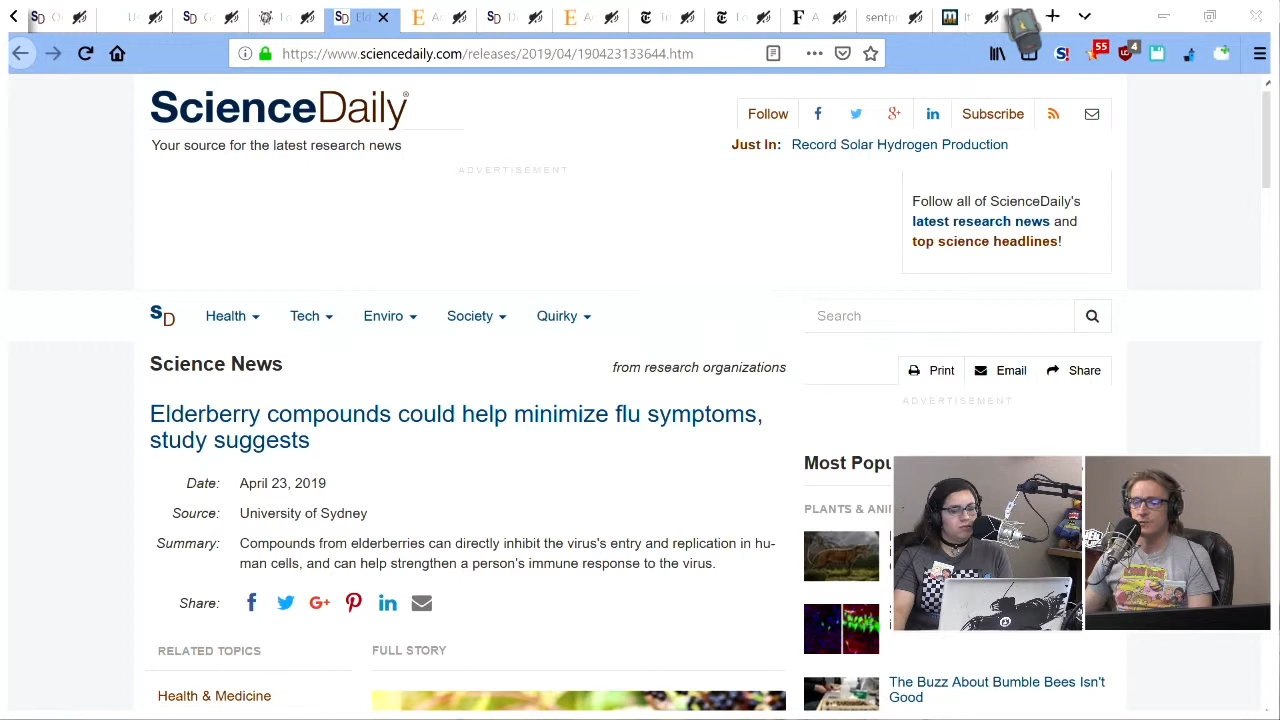 https://www.sciencedaily.com/releases/2019/04/190423133644.htm
55
4
ScienceDaily®
Your source for the latest research news
Follow
Subscribe
Just In: Record Solar Hydrogen Production
ADVERTISEMENT
Follow all of ScienceDaily's
latest research news and
top science headlines!
SD
Health
Tech
Enviro
Society
Quirky
Search
Science News
from research organizations
Print
Email
Share
ADVERTISEMENT
Elderberry compounds could help minimize flu symptoms,
study suggests
Date: April 23, 2019
Source: University of Sydney
Summary: Compounds from elderberries can directly inhibit the virus's entry and replication in hu-
man cells, and can help strengthen a person's immune response to the virus.
Share:
Most Popu
PLANTS & ANI
RELATED TOPICS
FULL STORY
Health & Medicine
The Buzz About Bumble Bees Isn't
Good